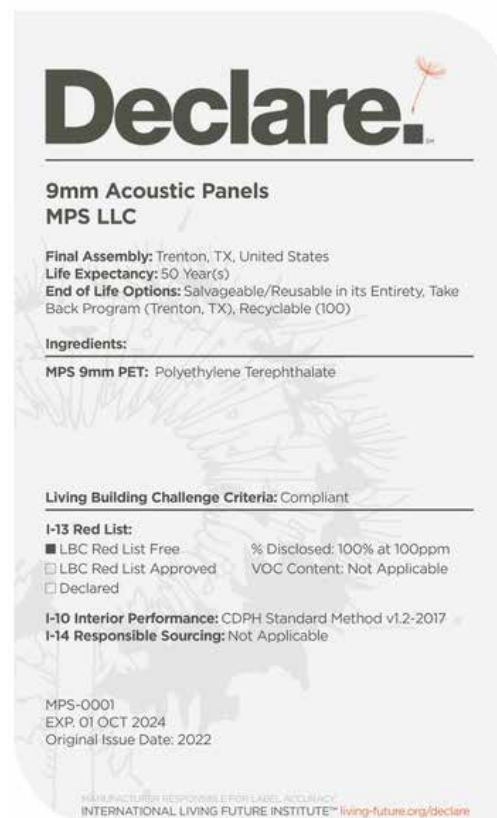 Declare.
SM
9mm Acoustic Panels
MPS LLC
Final Assembly: Trenton, TX, United States
Life Expectancy: 50 Year(s)
End of Life Options: Salvageable/Reusable in its Entirety, Take
Back Program (Trenton, TX), Recyclable (100)
Ingredients:
MPS 9mm PET: Polyethylene Terephthalate
Living Building Challenge Criteria: Compliant
I-13 Red List:
■ LBC Red List Free % Disclosed: 100% at 100ppm
□ LBC Red List Approved VOC Content: Not Applicable
□ Declared
I-10 Interior Performance: CDPH Standard Method v1.2-2017
I-14 Responsible Sourcing: Not Applicable
MPS-0001
EXP. 01 OCT 2024
Original Issue Date: 2022
MANUFACTURER RESPONSIBLE FOR LABEL ACCURACY
INTERNATIONAL LIVING FUTURE INSTITUTE™ living-future.org/declare